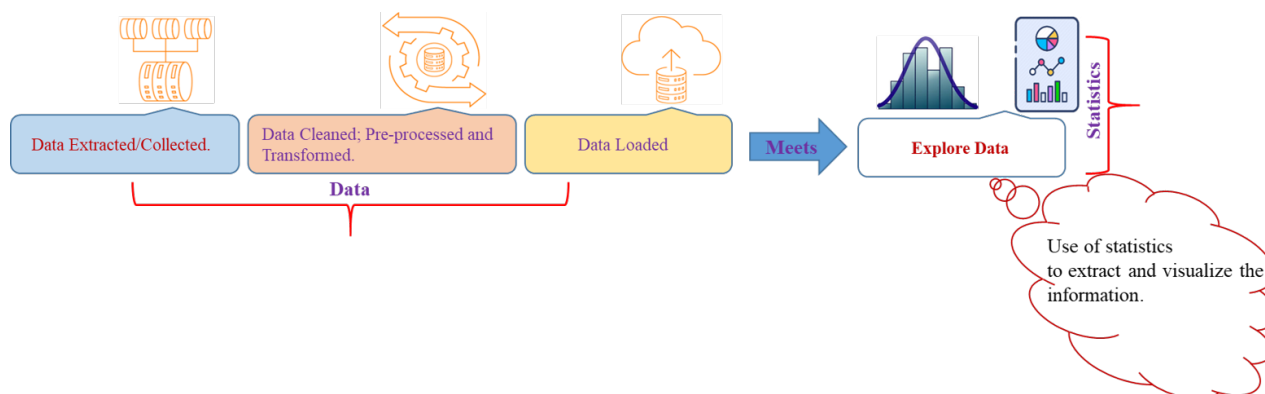 Data Extracted/Collected.
Data Cleaned; Pre-processed and
Transformed.
Data Loaded
Meets
Explore Data
Statistics
Data
Use of statistics
to extract and visualize the
information.